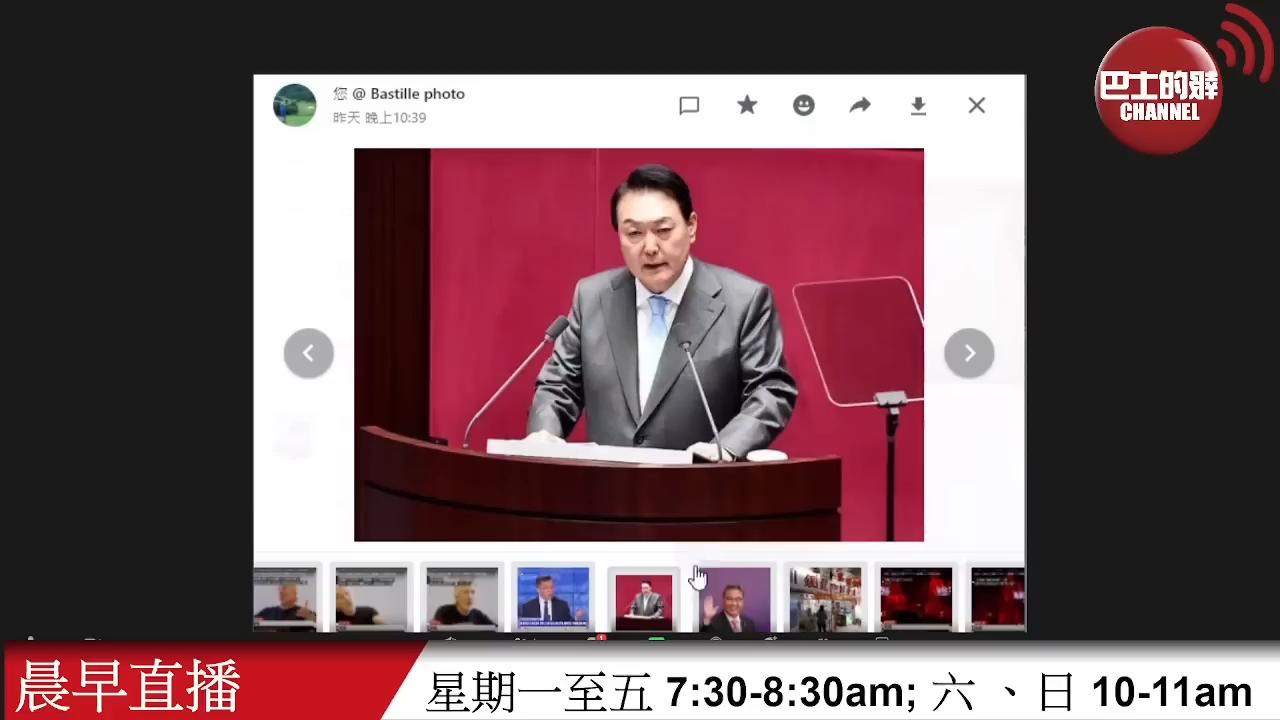 您 @ Bastille photo
昨天 晚上10:39
巴士的報
CHANNEL
晨早直播
星期一至五 7:30-8:30am; 六 、日 10-11am